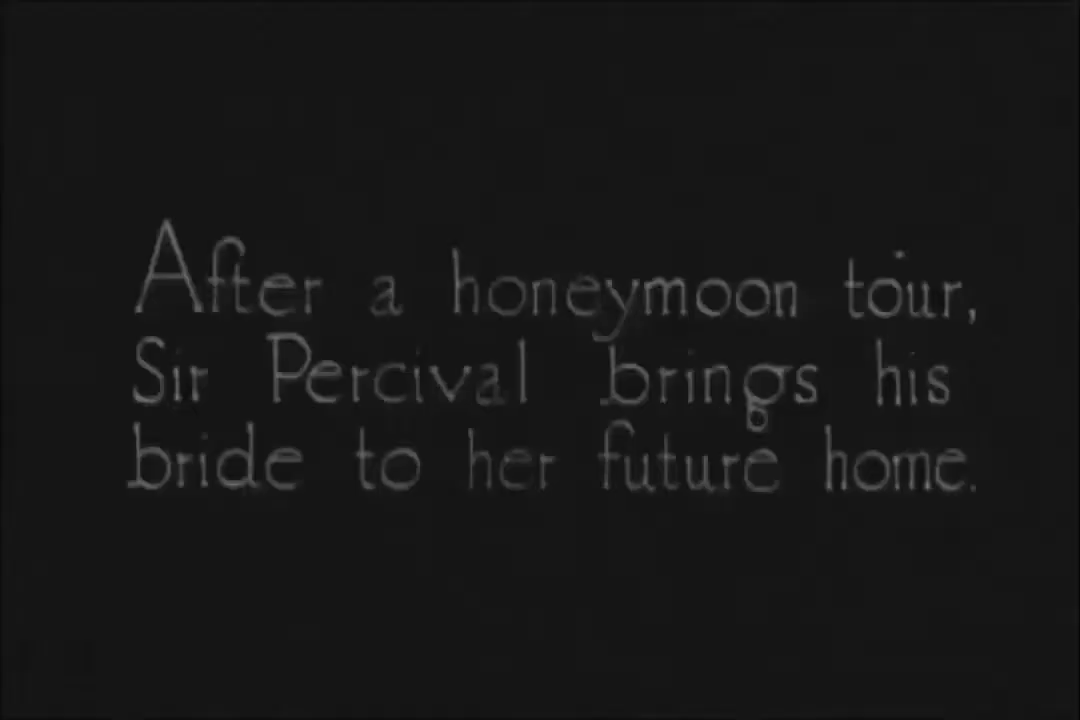 After a honeymoon tour,
Sir Percival brings his
bride to her future home.